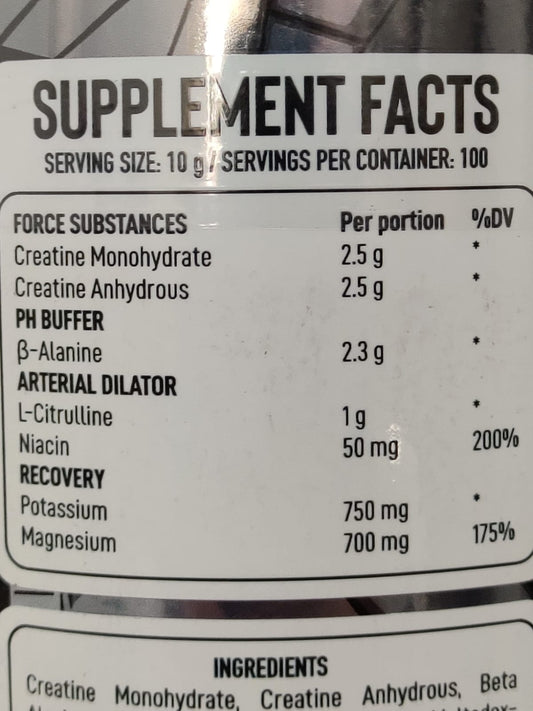 SUPPLEMENT FACTS
SERVING SIZE: 10 g / SERVINGS PER CONTAINER: 100
FORCE SUBSTANCES Per portion %DV
Creatine Monohydrate 2.5 g *
Creatine Anhydrous 2.5 g *
PH BUFFER
β-Alanine 2.3 g *
ARTERIAL DILATOR
L-Citrulline 1 g *
Niacin 50 mg 200%
RECOVERY
Potassium 750 mg *
Magnesium 700 mg 175%
INGREDIENTS
Creatine Monohydrate, Creatine Anhydrous, Beta